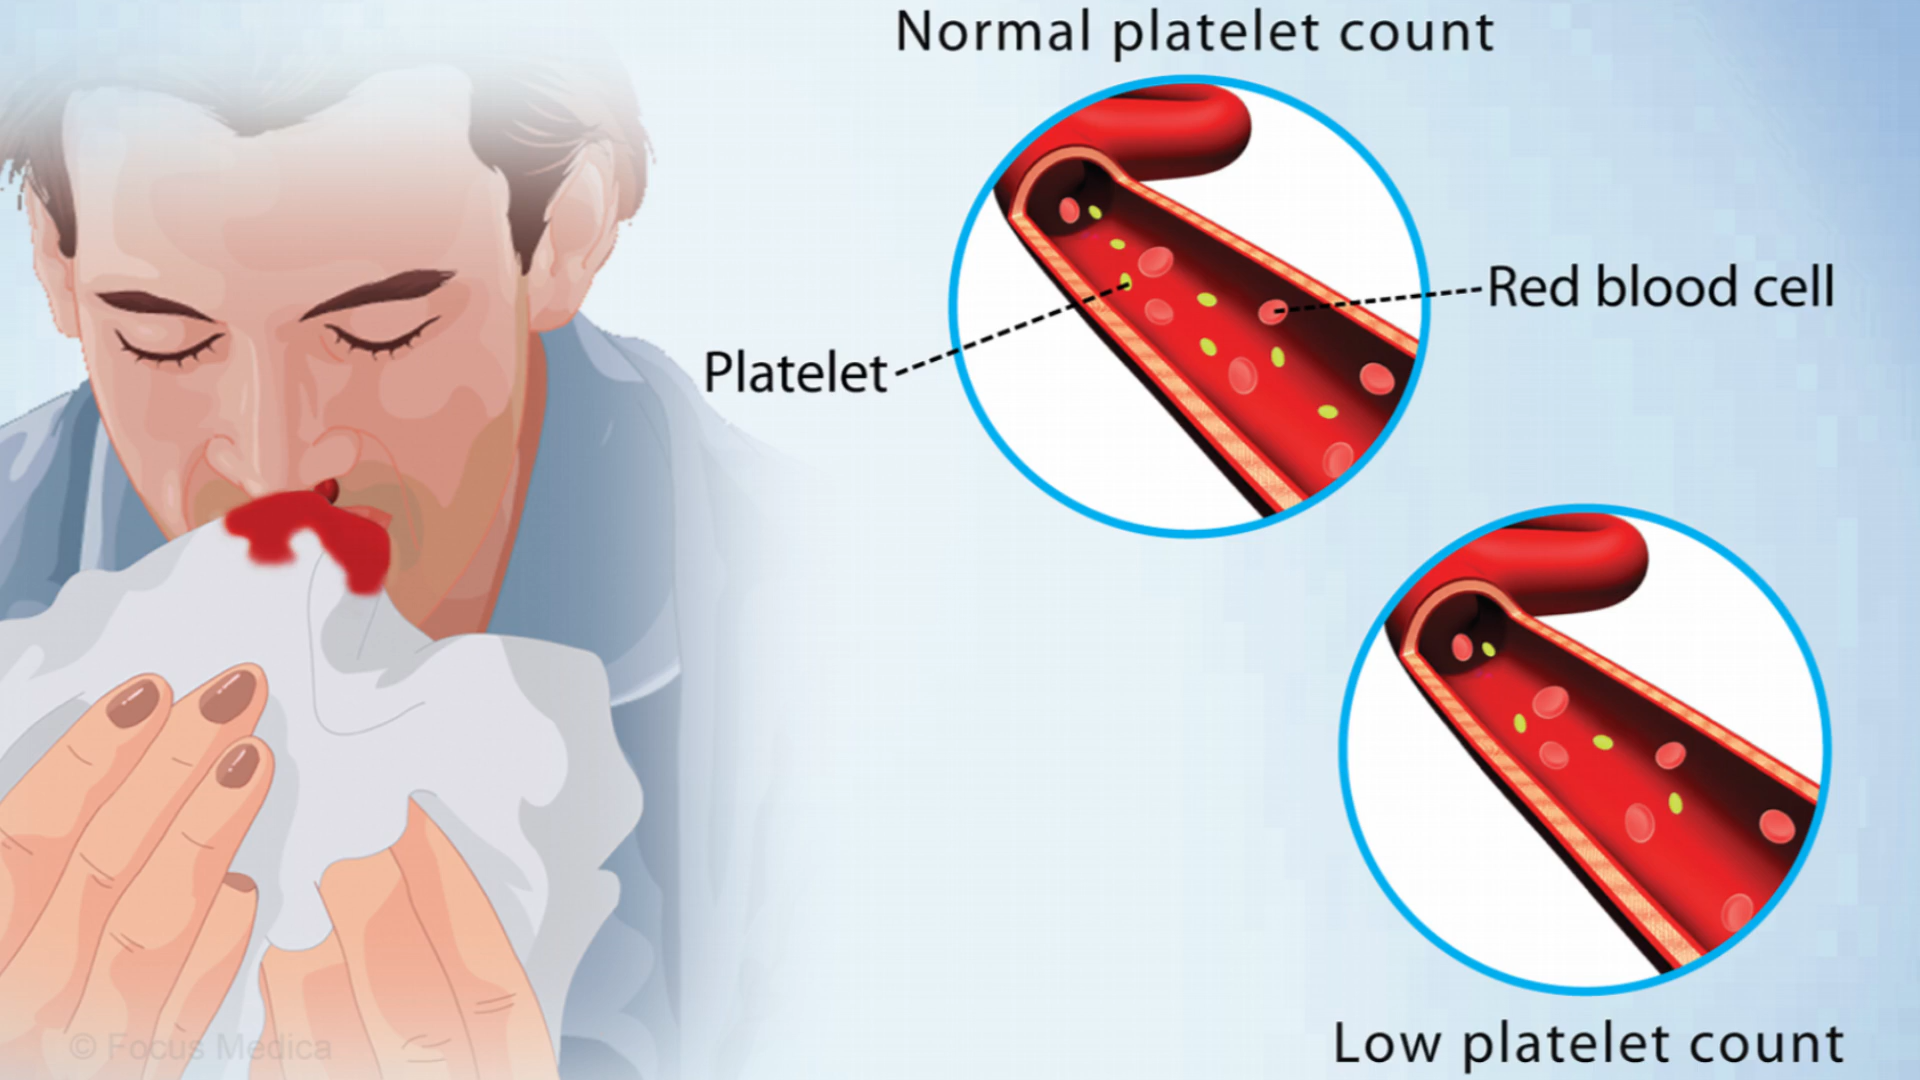 Normal platelet count
Red blood cell
Platelet
Low platelet count
© Focus Medica